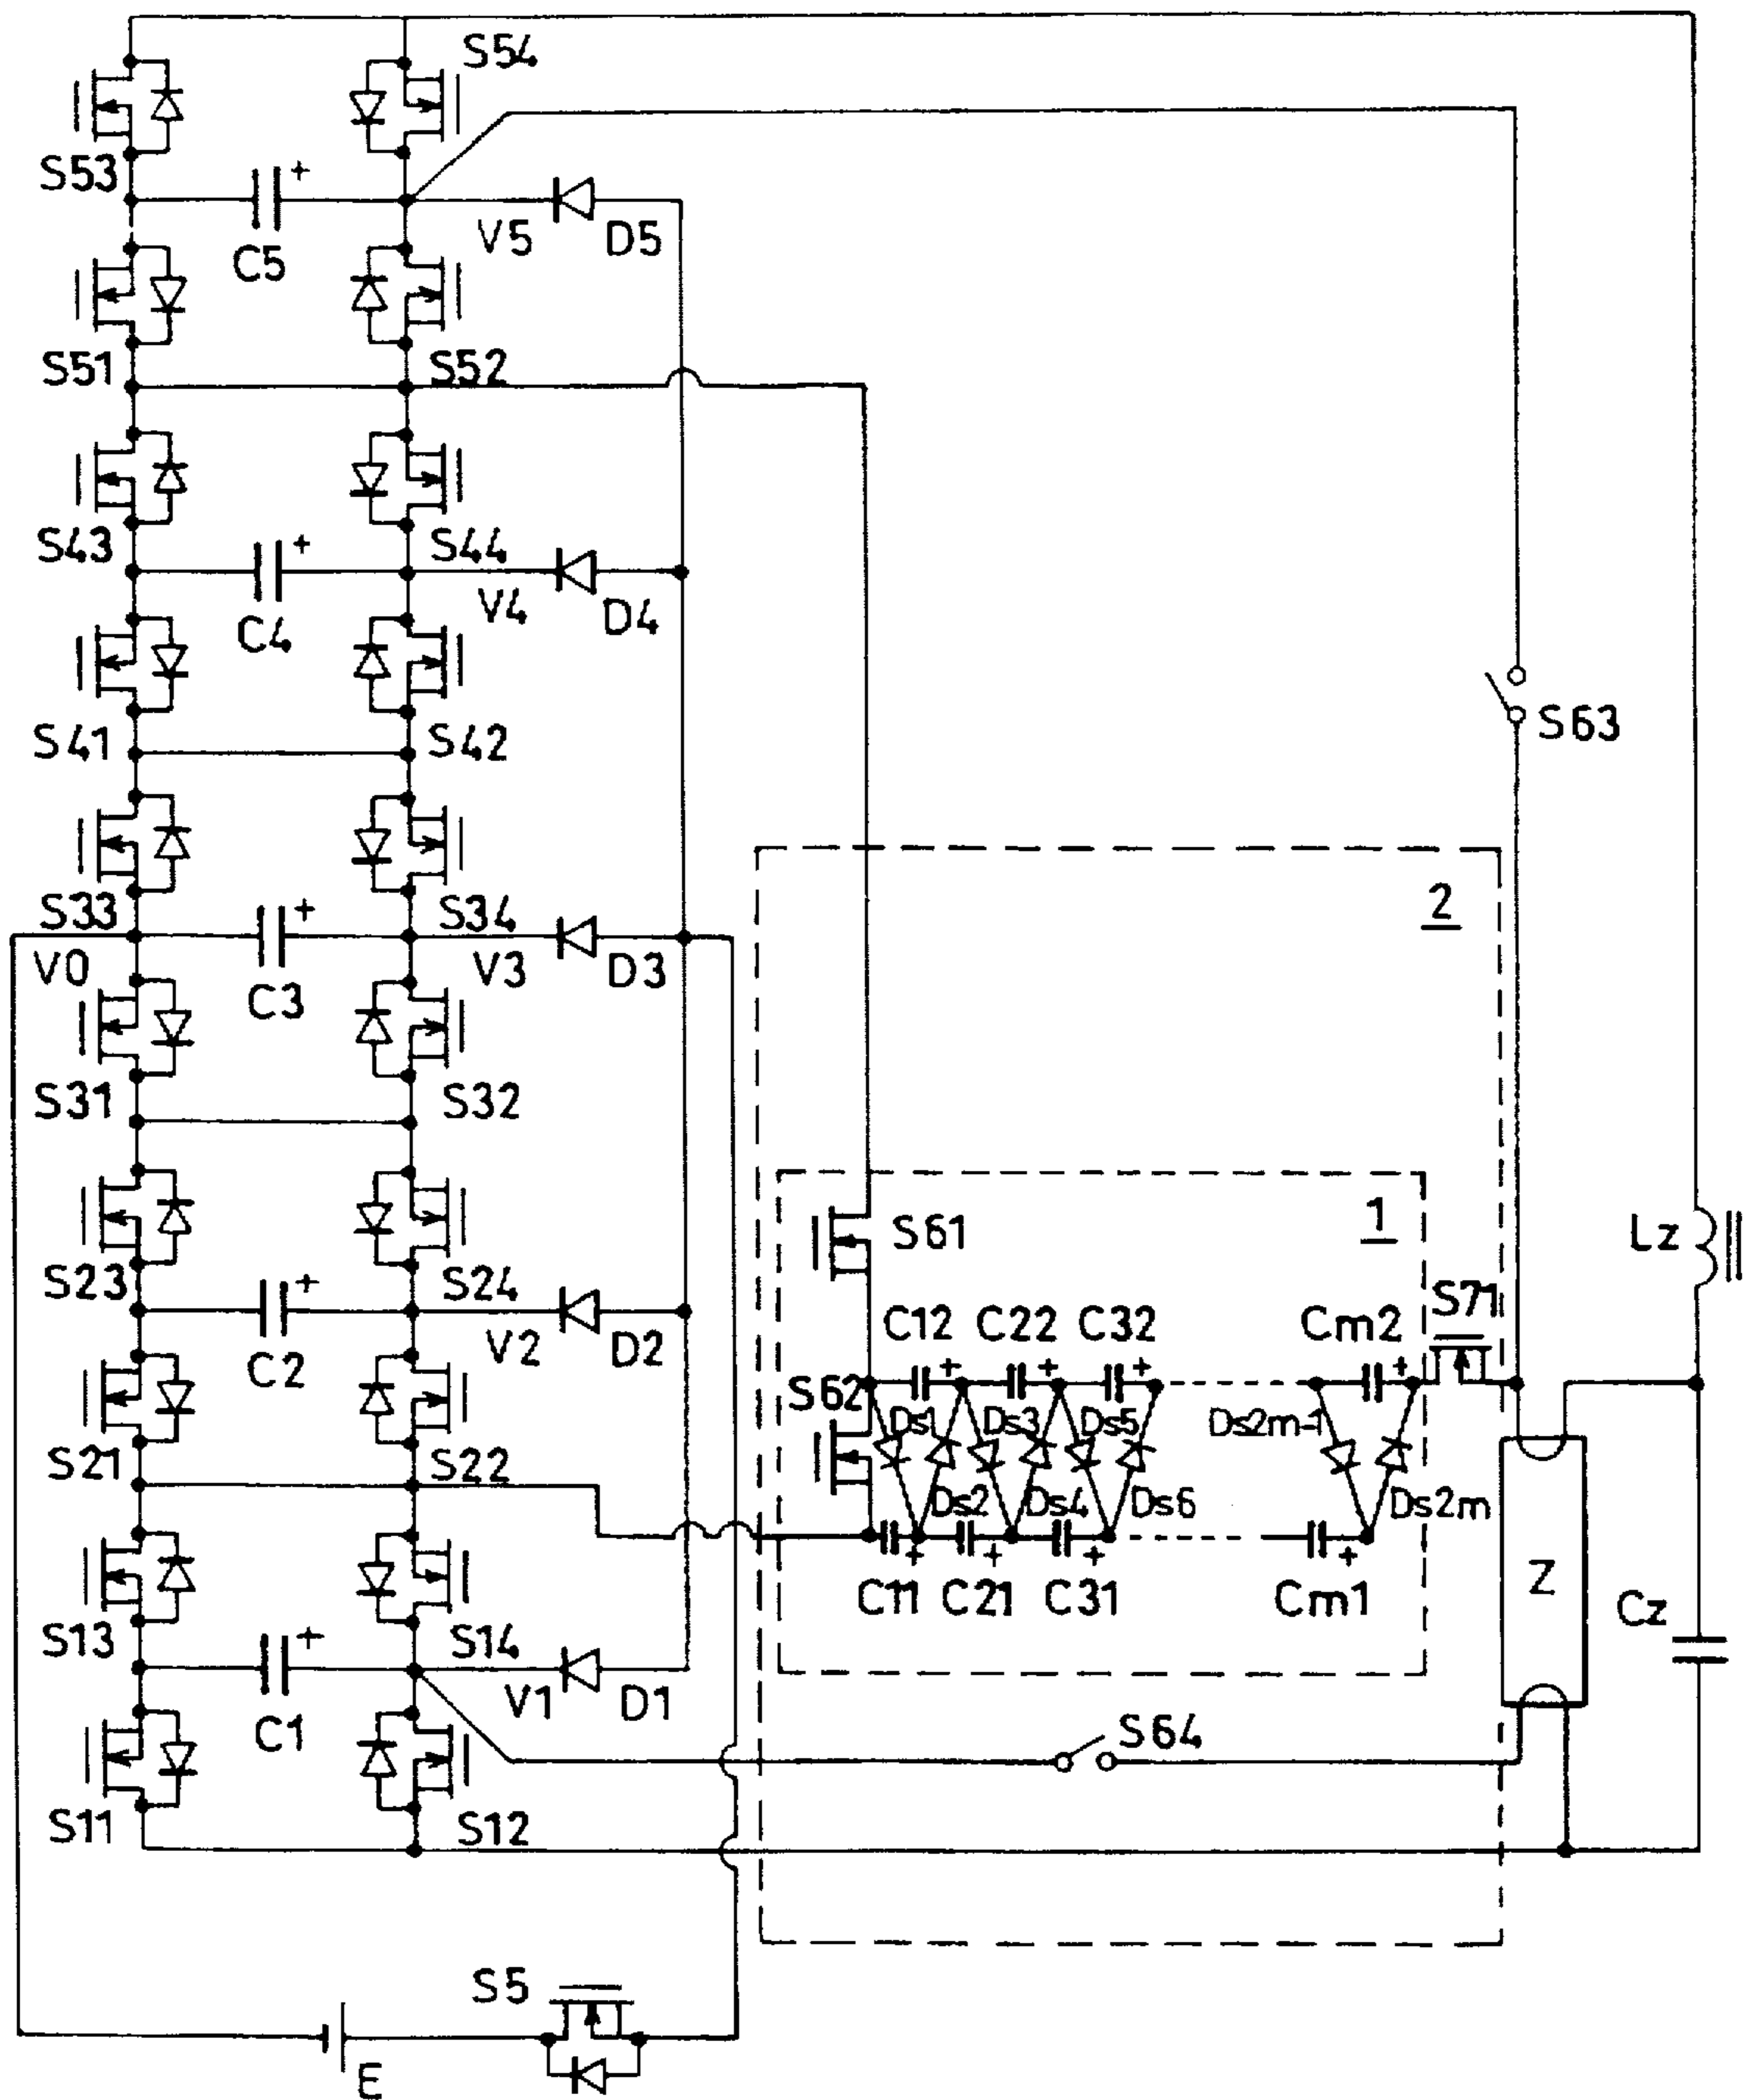 S54
S53
C5
+
V5
D5
S51
S52
S43
C4
+
S44
V4
D4
S41
S42
S63
S33
V0
C3
+
S34
V3
D3
2
S31
S32
1
S61
Lz
S23
C2
+
S24
V2
D2
S71
C12
C22
C32
Cm2
+
+
+
+
S62
Ds1
Ds3
Ds5
Ds2m-1
S21
S22
Ds2
Ds4
Ds6
Ds2m
+
+
+
+
C11
C21
C31
Cm1
Z
Cz
S13
C1
+
S14
V1
D1
S64
S11
S12
S5
E